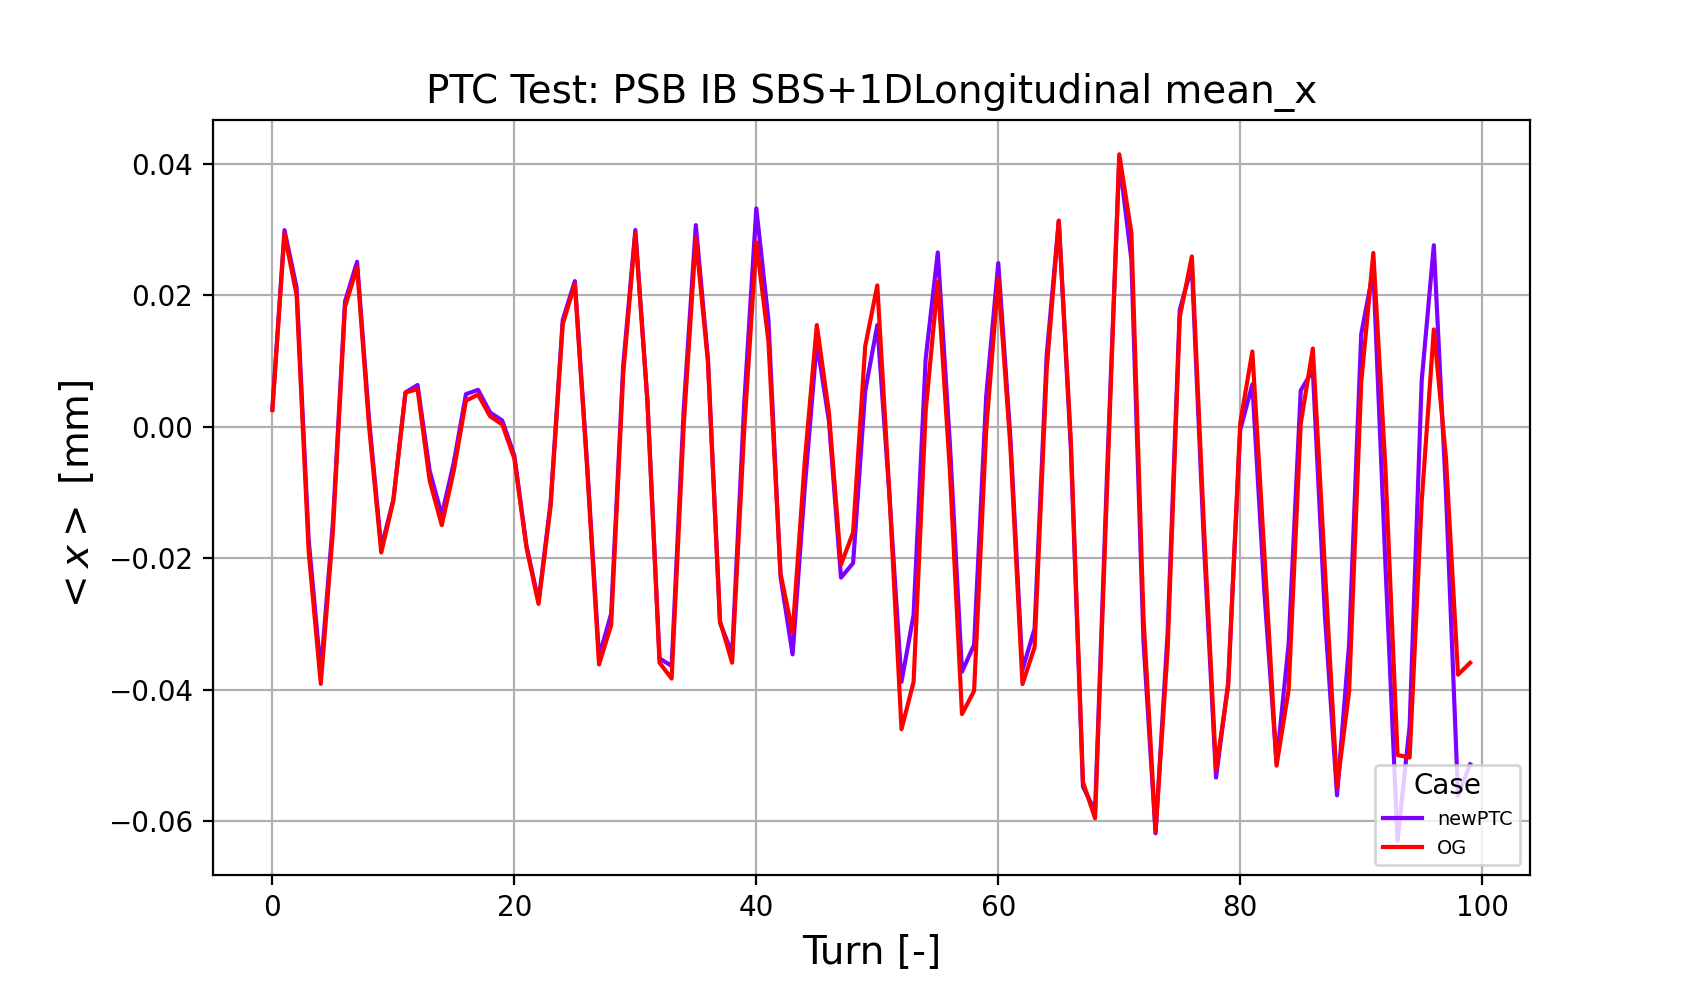 PTC Test: PSB IB SBS+1DLongitudinal mean_x
< x > [mm]
0.04
0.02
0.00
−0.02
−0.04
−0.06
0 20 40 60 80 100
Turn [-]
Case
newPTC
OG